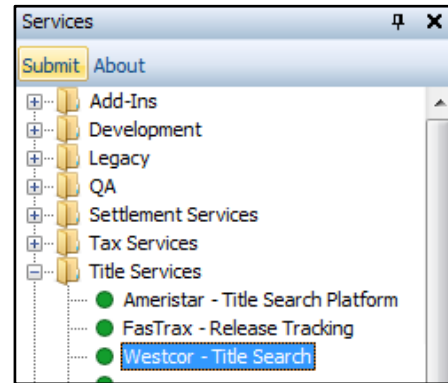 Services
Submit About
Add-Ins
Development
Legacy
QA
Settlement Services
Tax Services
Title Services
Ameristar - Title Search Platform
FasTrax - Release Tracking
Westcor - Title Search